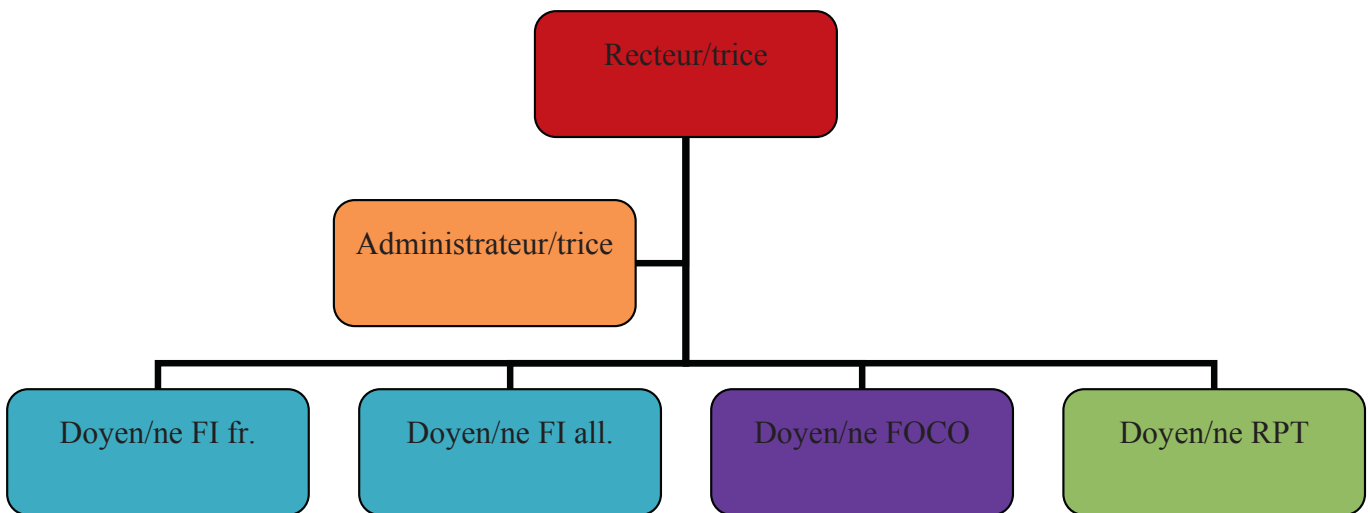 Recteur/trice
Administrateur/trice
Doyen/ne FI fr.
Doyen/ne FI all.
Doyen/ne FOCO
Doyen/ne RPT